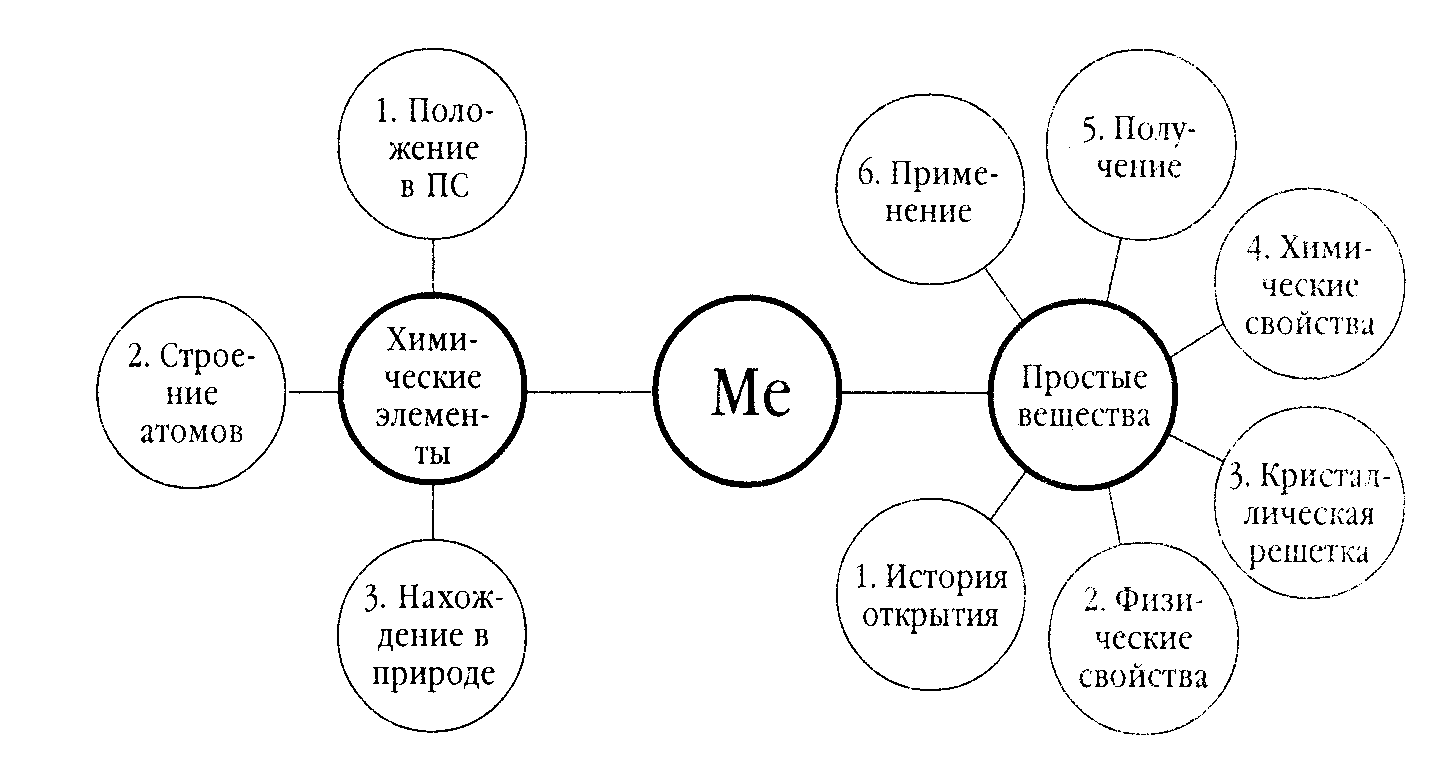 1. Поло-
жение
в ПС
2. Строе-
ние
атомов
Хими-
ческие
элемен-
ты
3. Нахож-
дение в
природе
Ме
Простые
вещества
1. История
открытия
2. Физи-
ческие
свойства
3. Кристал-
лическая
решетка
4. Хими-
ческие
свойства
5. Полу-
чение
6. Приме-
нение